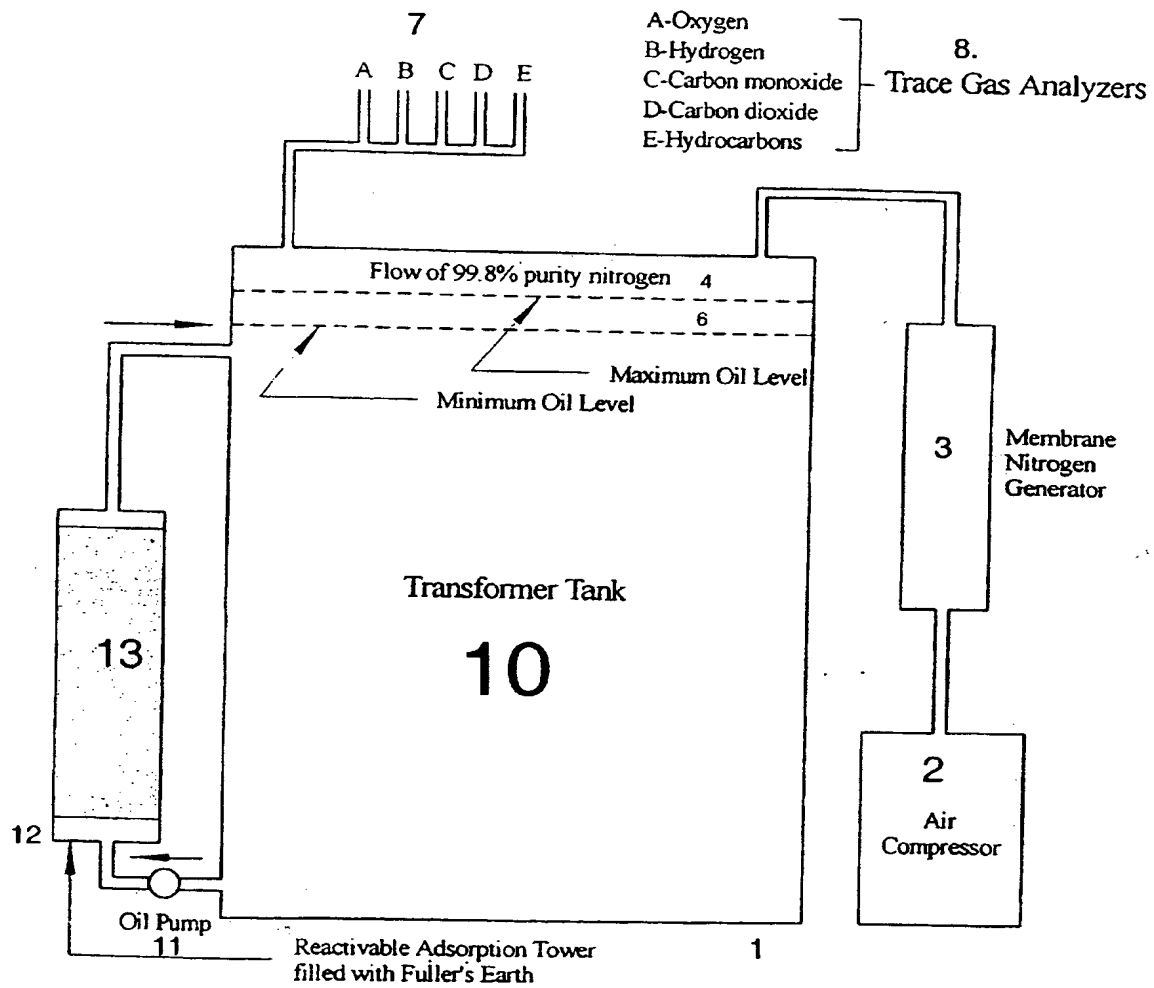 7
A B C D E
A-Oxygen
B-Hydrogen
C-Carbon monoxide
D-Carbon dioxide
E-Hydrocarbons
8.
Trace Gas Analyzers
Flow of 99.8% purity nitrogen 4
6
Maximum Oil Level
Minimum Oil Level
3
Membrane
Nitrogen
Generator
Transformer Tank
10
13
2
Air
Compressor
12
Oil Pump
11
Reactivable Adsorption Tower
filled with Fuller's Earth
1